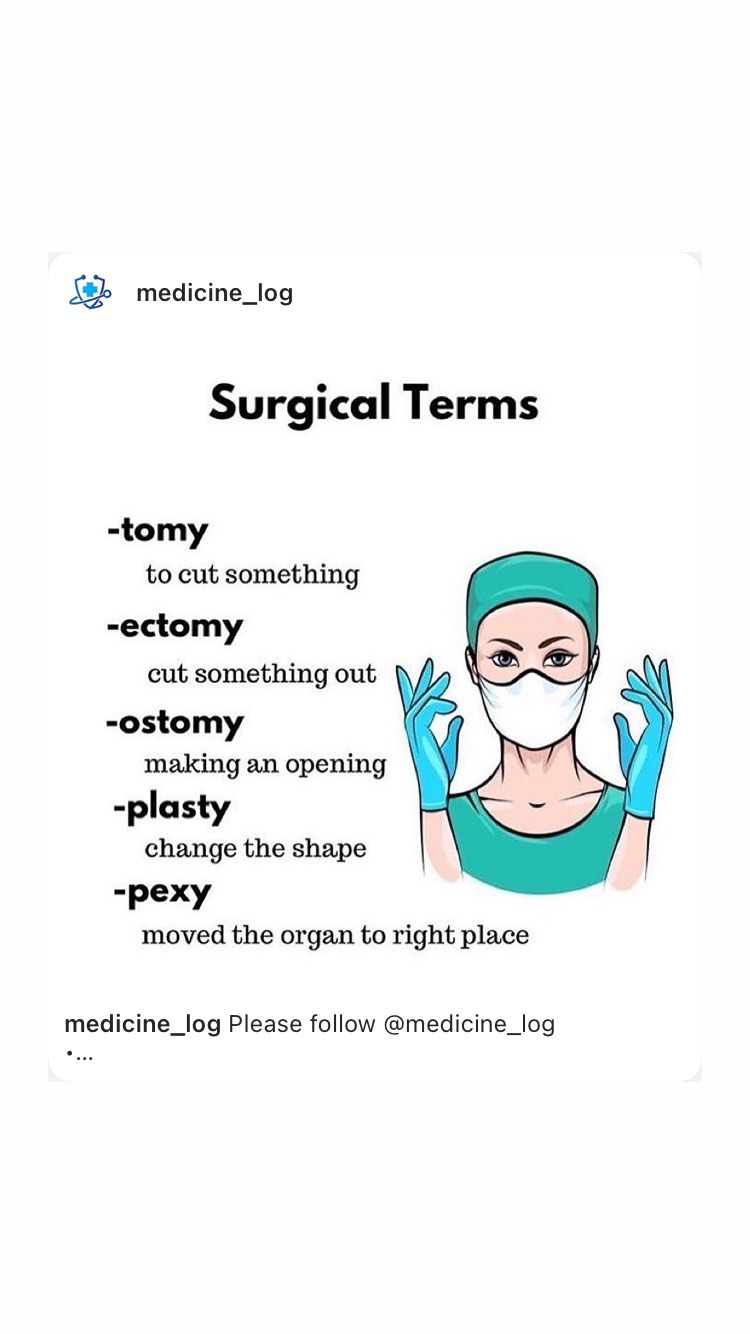 medicine_log
Surgical Terms
-tomy
to cut something
-ectomy
cut something out
-ostomy
making an opening
-plasty
change the shape
-pexy
moved the organ to right place
medicine_log Please follow @medicine_log
•...